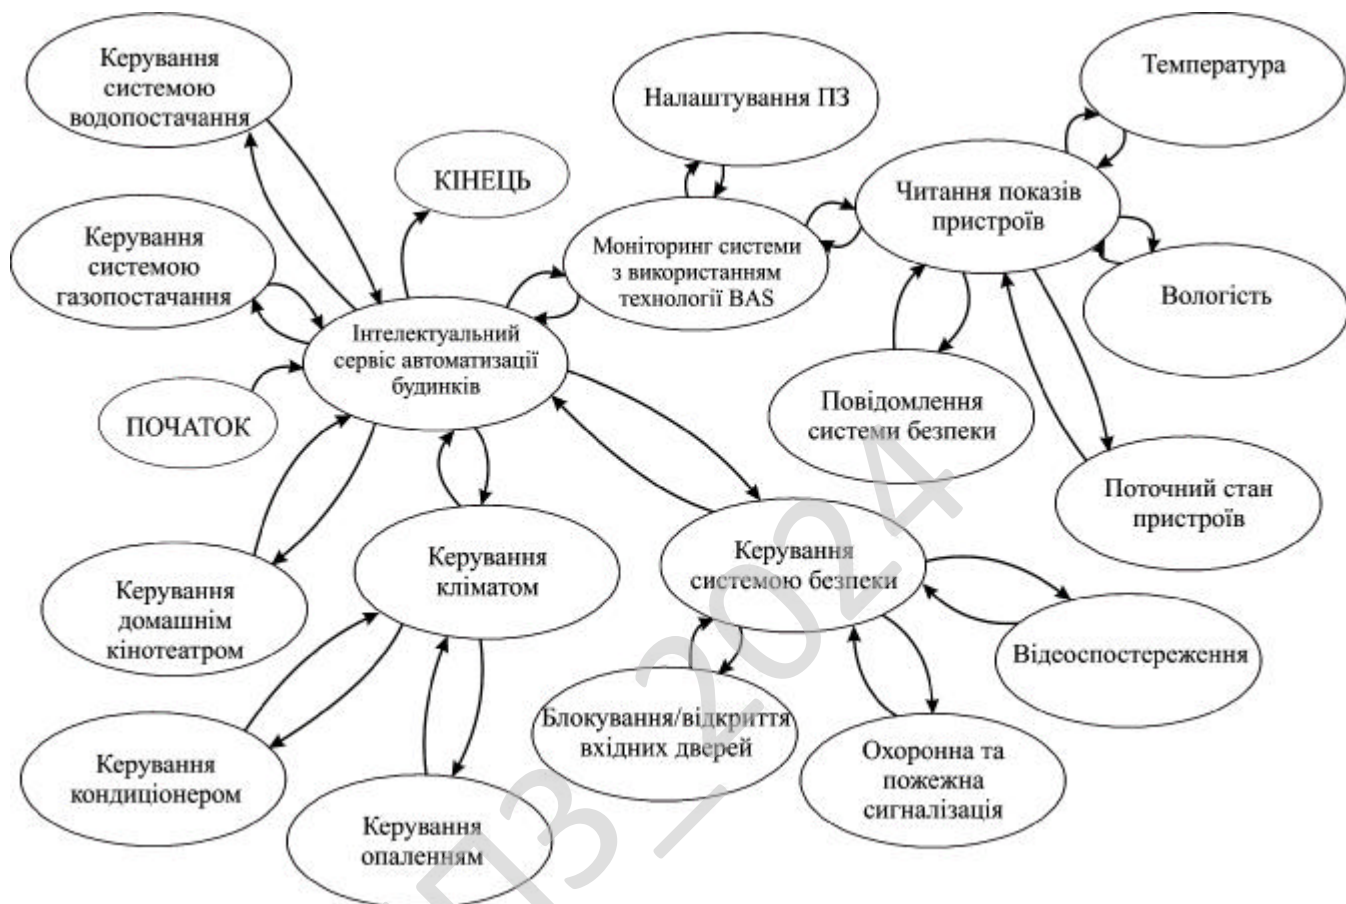 Керування
системою
водопостачання
Налаштування ПЗ
Температура
КІНЕЦЬ
Читання показів
пристроїв
Керування
системою
газопостачання
Моніторинг системи
з використанням
технології BAS
Вологість
Інтелектуальний
сервіс автоматизації
будинків
ПОЧАТОК
Повідомлення
системи безпеки
Поточний стан
пристроїв
Керування
кліматом
Керування
системою безпеки
Керування
домашнім
кінотеатром
Відеоспостереження
Блокування/відкриття
вхідних дверей
Охоронна та
пожежна
сигналізація
Керування
кондиціонером
Керування
опаленням
ПЗ_2024